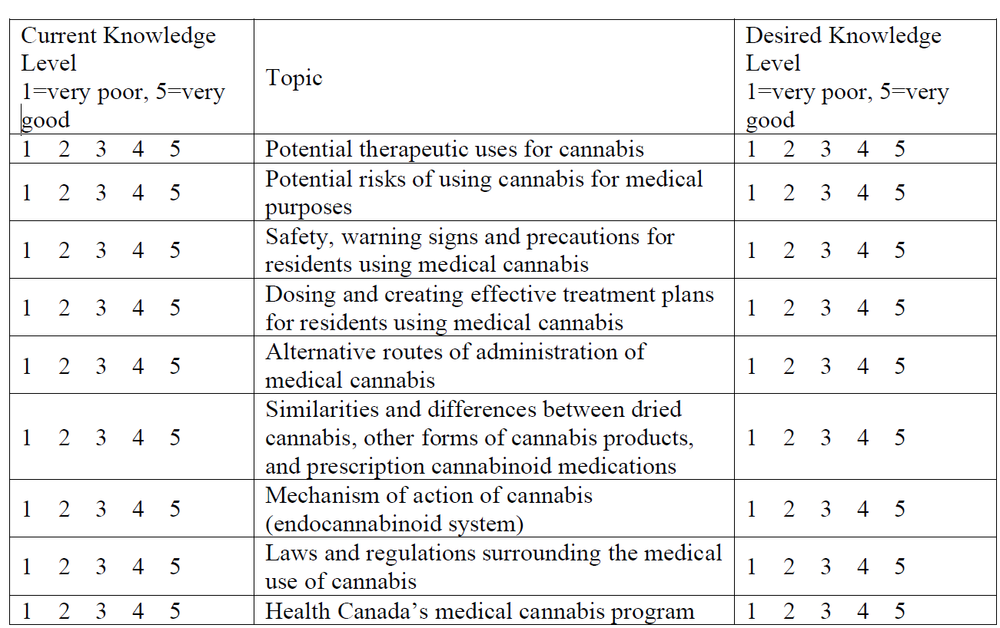 Current Knowledge
Level
1=very poor, 5=very
good
Topic
Desired Knowledge
Level
1=very poor, 5=very
good
1 2 3 4 5 Potential therapeutic uses for cannabis 1 2 3 4 5
1 2 3 4 5 Potential risks of using cannabis for medical
purposes 1 2 3 4 5
1 2 3 4 5 Safety, warning signs and precautions for
residents using medical cannabis 1 2 3 4 5
1 2 3 4 5 Dosing and creating effective treatment plans
for residents using medical cannabis 1 2 3 4 5
1 2 3 4 5 Alternative routes of administration of
medical cannabis 1 2 3 4 5
1 2 3 4 5 Similarities and differences between dried
cannabis, other forms of cannabis products,
and prescription cannabinoid medications 1 2 3 4 5
1 2 3 4 5 Mechanism of action of cannabis
(endocannabinoid system) 1 2 3 4 5
1 2 3 4 5 Laws and regulations surrounding the medical
use of cannabis 1 2 3 4 5
1 2 3 4 5 Health Canada’s medical cannabis program 1 2 3 4 5